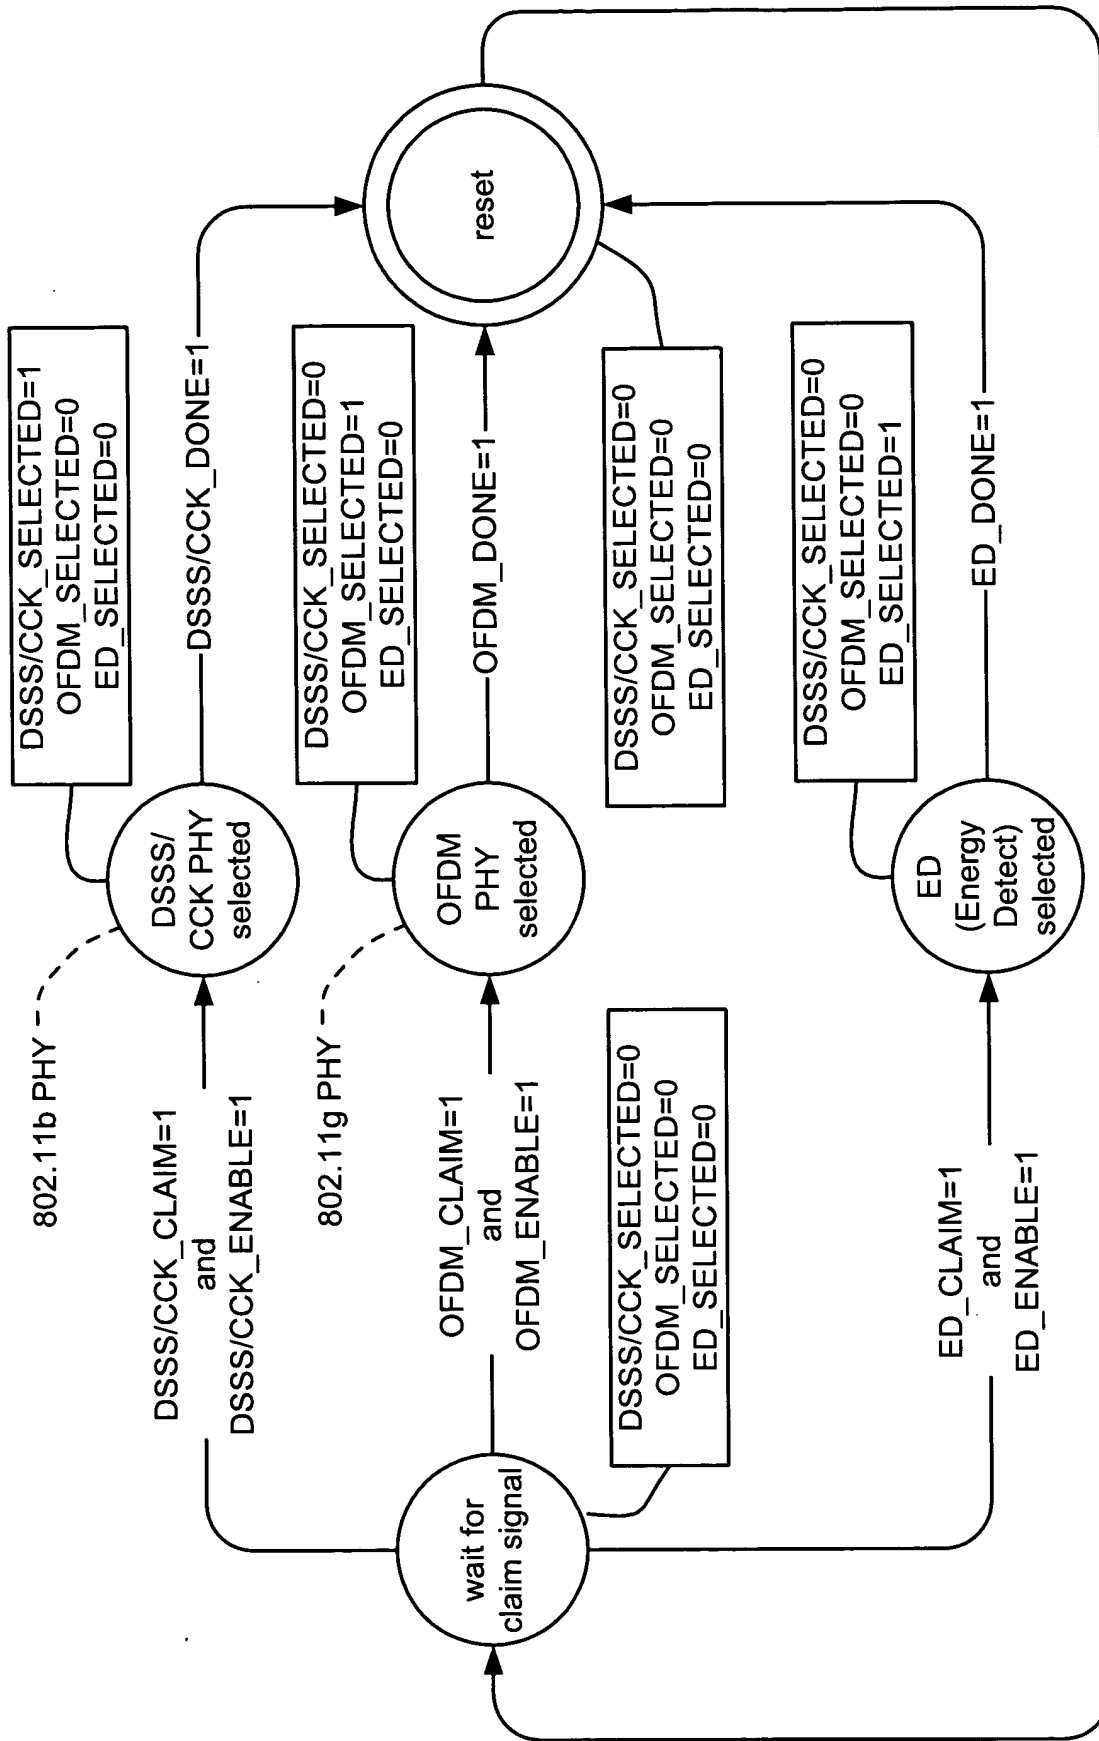 802.11b PHY
DSSS/CCK_CLAIM=1
and
DSSS/CCK_ENABLE=1
DSSS/
CCK PHY
selected
DSSS/CCK_SELECTED=1
OFDM_SELECTED=0
ED_SELECTED=0
DSSS/CCK_DONE=1
802.11g PHY
wait for
claim signal
OFDM_CLAIM=1
and
OFDM_ENABLE=1
OFDM
PHY
selected
DSSS/CCK_SELECTED=0
OFDM_SELECTED=1
ED_SELECTED=0
OFDM_DONE=1
reset
DSSS/CCK_SELECTED=0
OFDM_SELECTED=0
ED_SELECTED=0
DSSS/CCK_SELECTED=0
OFDM_SELECTED=0
ED_SELECTED=0
ED_CLAIM=1
and
ED_ENABLE=1
ED
(Energy
Detect)
selected
DSSS/CCK_SELECTED=0
OFDM_SELECTED=0
ED_SELECTED=1
ED_DONE=1